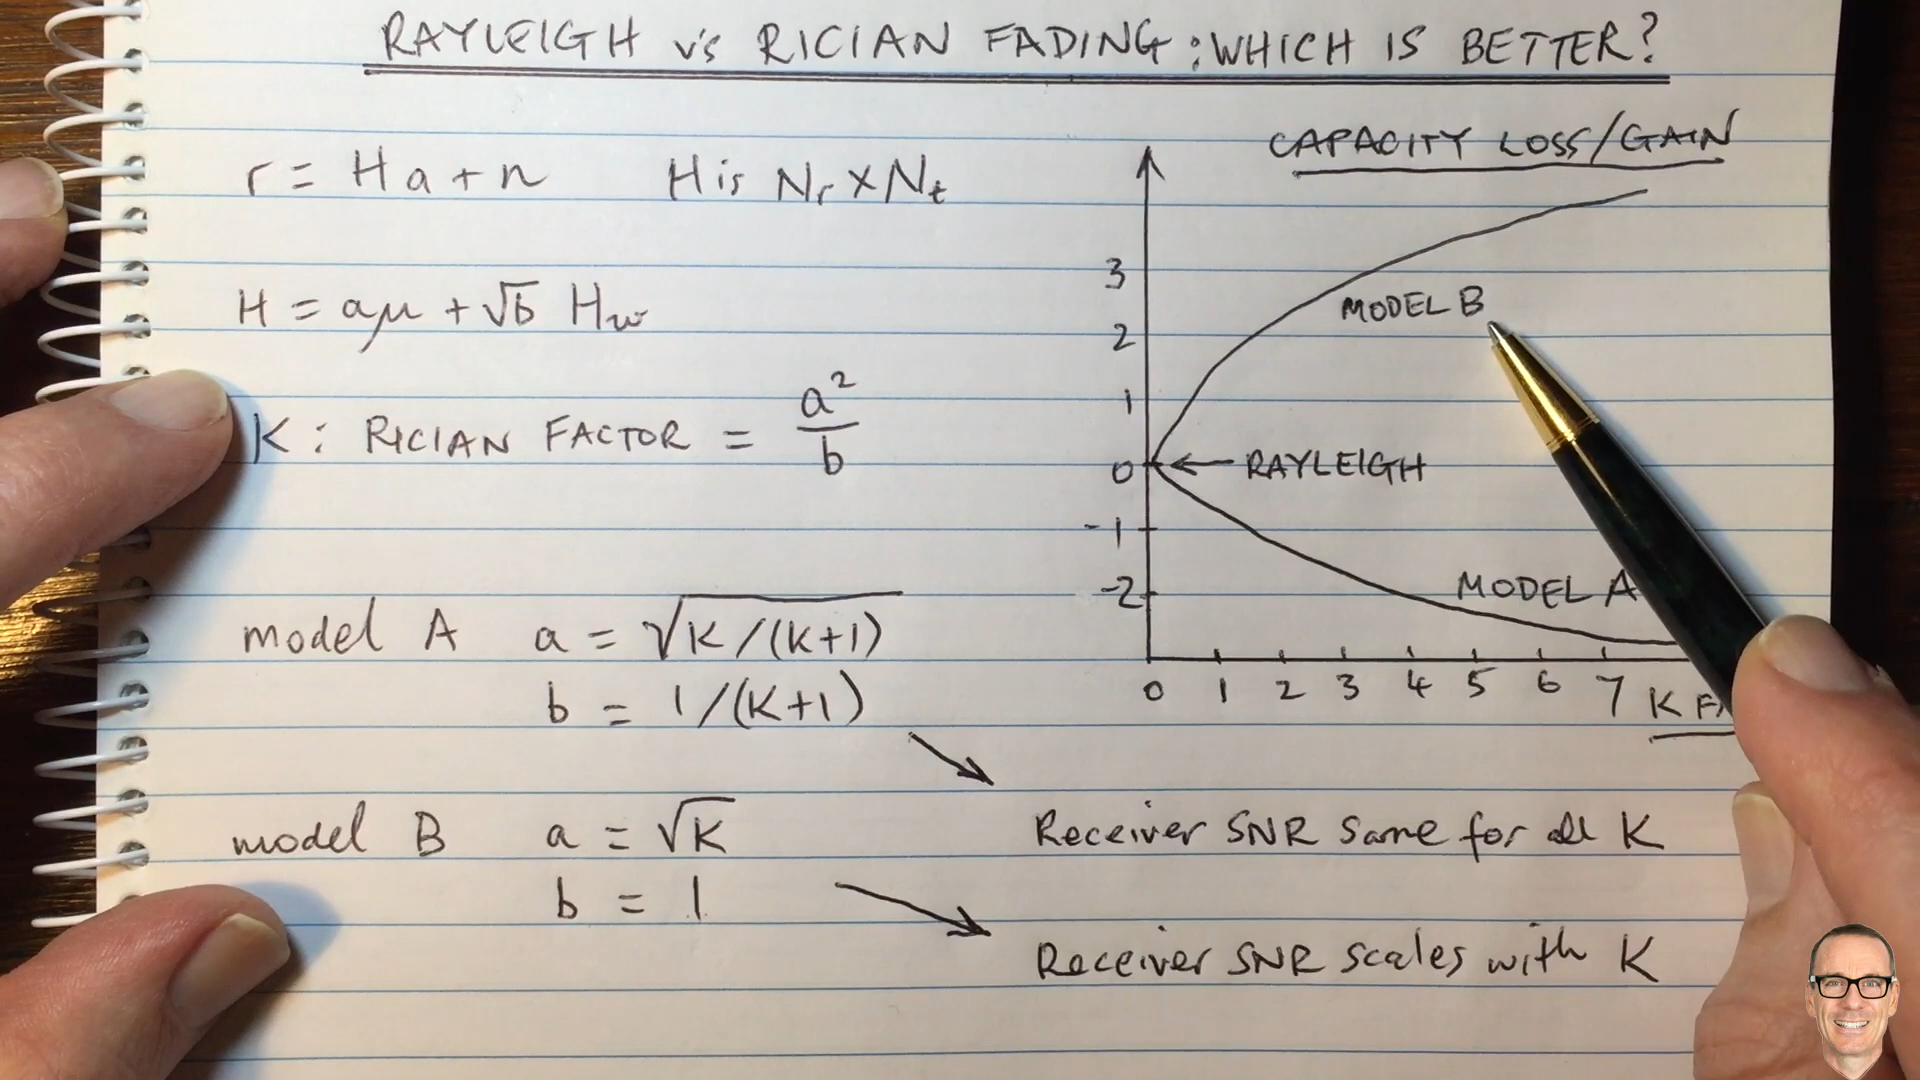 RAYLEIGH v's RICIAN FADING: WHICH IS BETTER?
r = Ha + n    H is Nr × Nt
H = aμ + √b Hw
K: RICIAN FACTOR = a²/b
model A  a = √K/(K+1)
b = 1/(K+1)
model B  a = √K
b = 1
CAPACITY LOSS/GAIN
3
MODEL B
2
1
0 ← RAYLEIGH
-1
-2
MODEL A
0 1 2 3 4 5 6 7 K
Receiver SNR same for all K
Receiver SNR scales with K